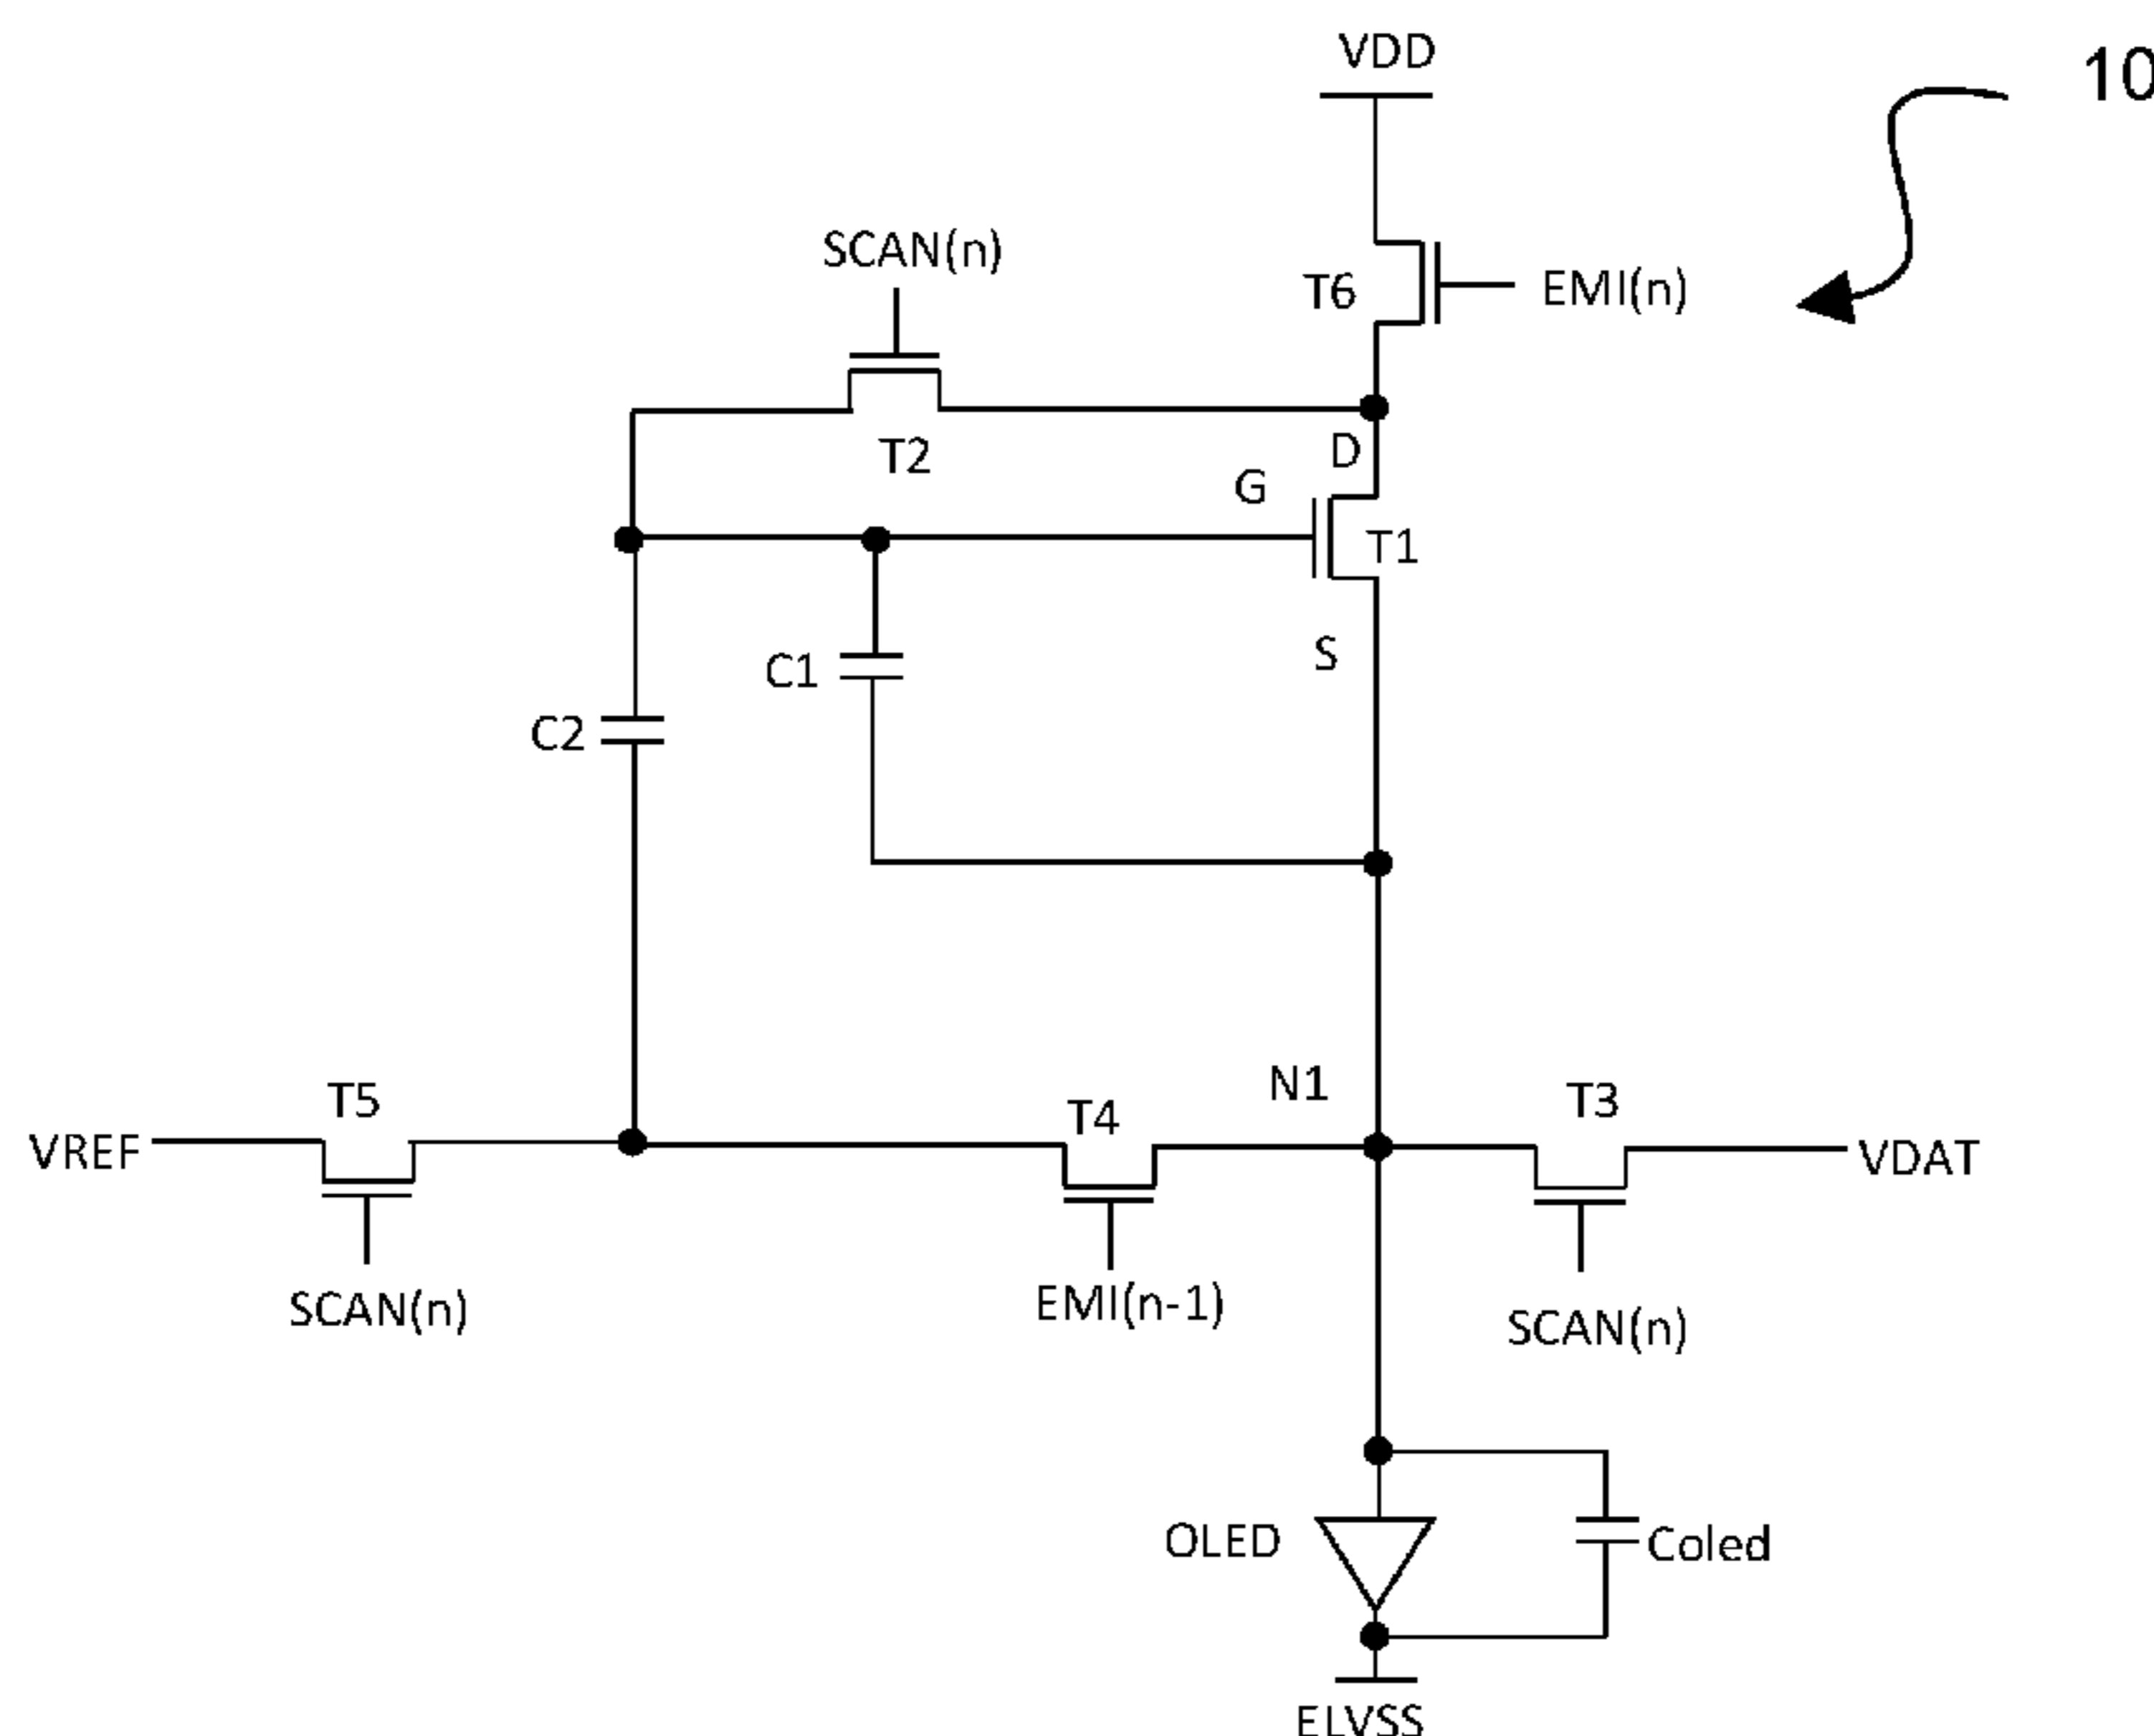 VDD
10
SCAN(n)
T6
EMI(n)
T2
D
G
T1
S
C1
C2
N1
T5
T4
T3
VREF
VDAT
SCAN(n)
EMI(n-1)
SCAN(n)
OLED
Coled
ELVSS